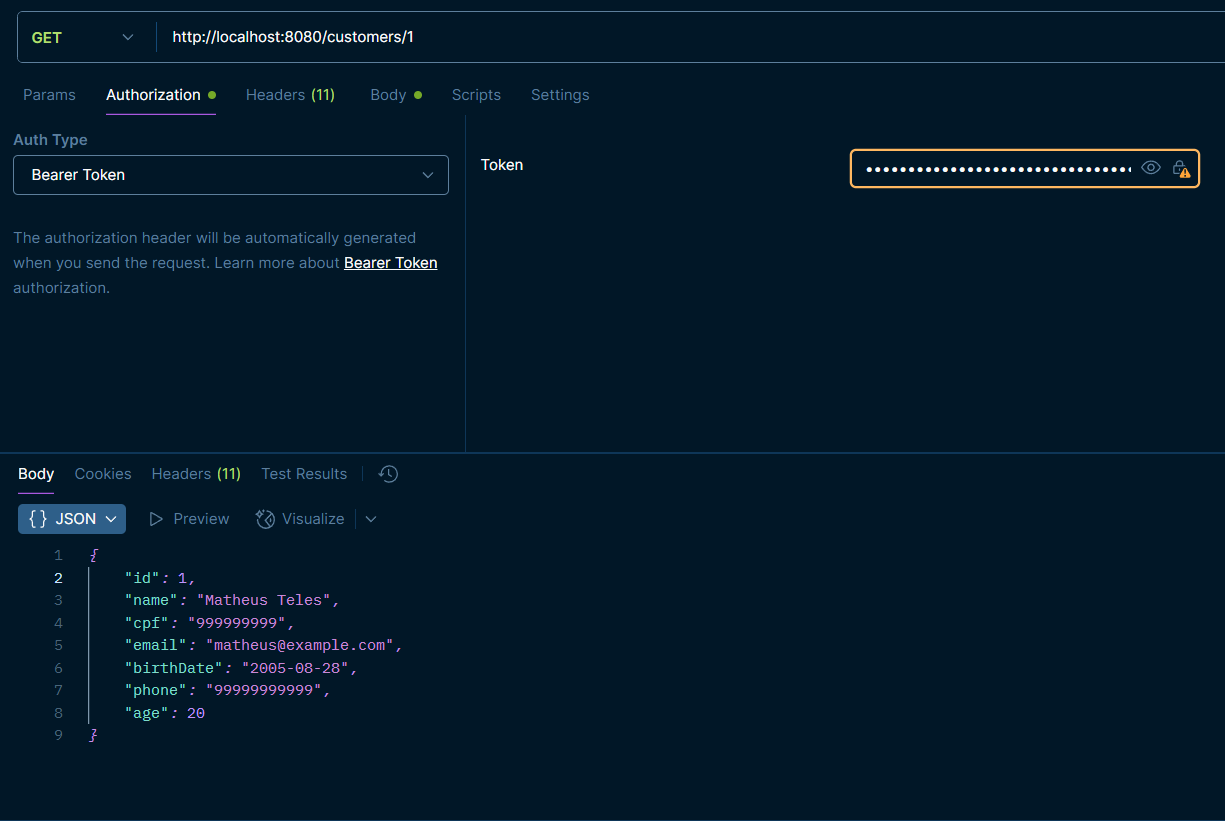 GET http://localhost:8080/customers/1
Params Authorization Headers (11) Body Scripts Settings
Auth Type
Bearer Token
The authorization header will be automatically generated
when you send the request. Learn more about Bearer Token
authorization.
Token
Body Cookies Headers (11) Test Results
{} JSON Preview Visualize
1 {
2 "id": 1,
3 "name": "Matheus Teles",
4 "cpf": "999999999",
5 "email": "matheus@example.com",
6 "birthDate": "2005-08-28",
7 "phone": "99999999999",
8 "age": 20
9 }